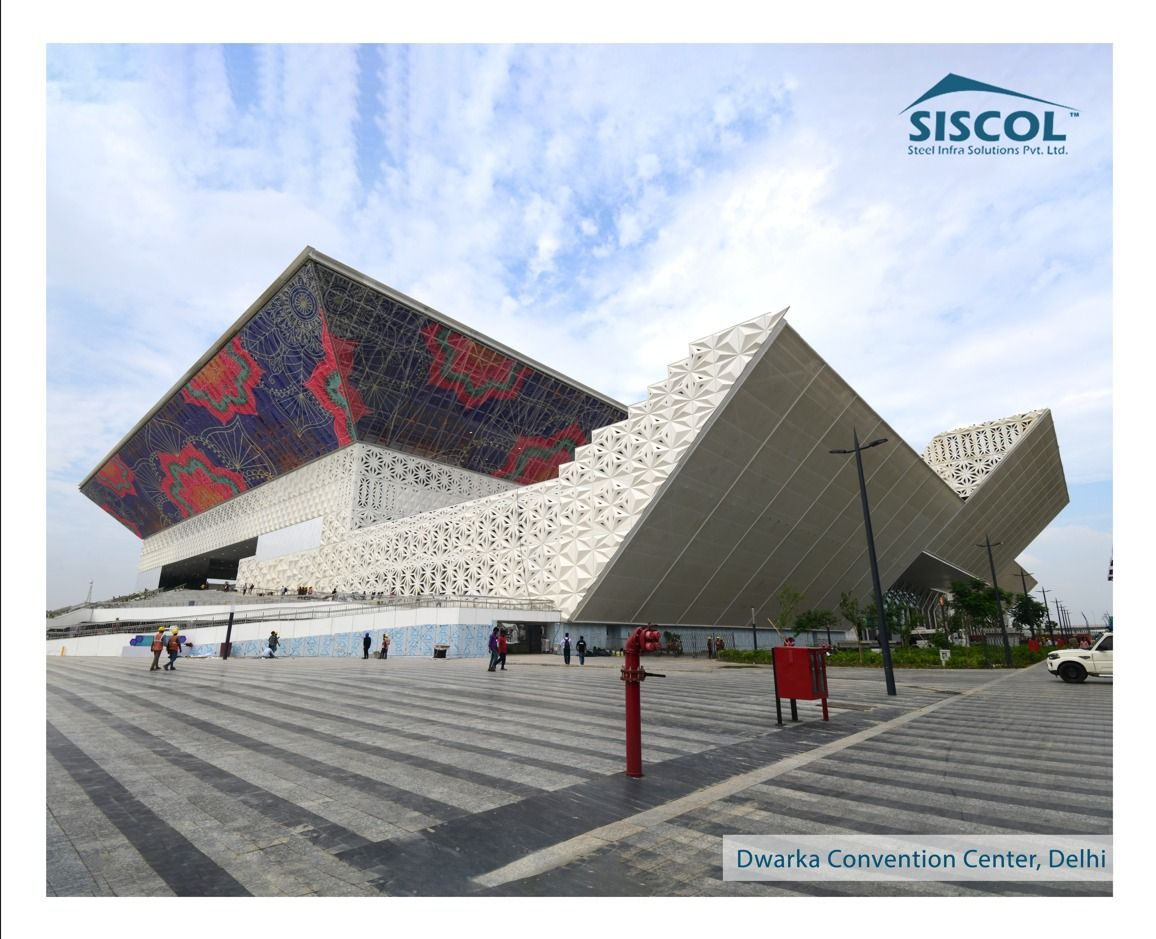 SISCOL™
Steel Infra Solutions Pvt. Ltd.
Dwarka Convention Center, Delhi